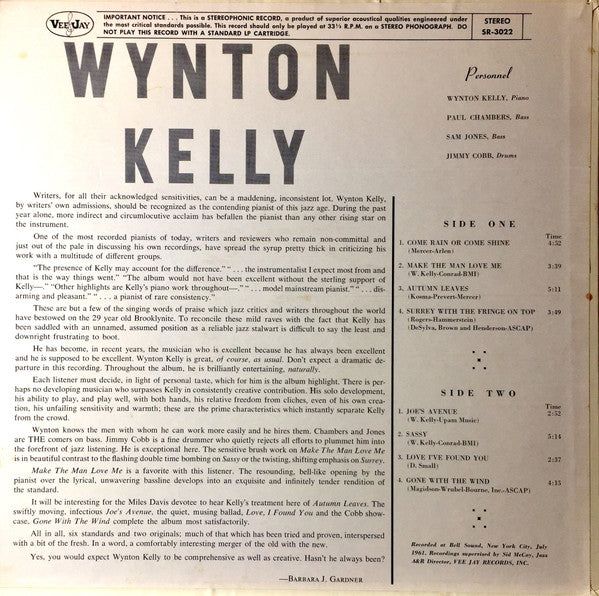 VEE JAY
IMPORTANT NOTICE . . . This is a STEREOPHONIC RECORD, a product of superior acoustical qualities engineered under
the most critical standards possible. This record should only be played at 33⅓ R.P.M. on a STEREO PHONOGRAPH. DO
NOT PLAY THIS RECORD WITH A STANDARD LP CARTRIDGE.
STEREO
SR-3022
WYNTON
KELLY
Personnel
WYNTON KELLY, Piano
PAUL CHAMBERS, Bass
SAM JONES, Bass
JIMMY COBB, Drums
Writers, for all their acknowledged sensitivities, can be a maddening, inconsistent lot. Wynton Kelly,
by writers' own admissions, should be recognized as the contending pianist of this jazz age. During the past
year alone, more indirect and circumlocutive acclaim has befallen the pianist than any other rising star on
the instrument.
One of the most recorded pianists of today, writers and reviewers who remain non-committal and
just out of the pale in discussing his own recordings, have spread the syrup pretty thick in criticizing his
work with a multitude of different groups.
"The presence of Kelly may account for the difference." " . . . the instrumentalist I expect most from and
that is the way things went." "The album would not have been excellent without the sterling support of
Kelly—." "Other highlights are Kelly's piano work throughout—." " . . . model mainstream pianist." " . . . dis-
arming and pleasant." " . . . a pianist of rare consistency."
These are but a few of the singing words of praise which jazz critics and writers throughout the world
have bestowed on the 29 year old Brooklynite. To reconcile these mild raves with the fact that Kelly has
been saddled with an unnamed, assumed position as a reliable jazz stalwart is difficult to say the least and
downright frustrating to boot.
He has become, in recent years, the musician who is excellent because he has always been excellent
and he is supposed to be excellent. Wynton Kelly is great, of course, as usual. Don't expect a dramatic de-
parture in this recording. Throughout the album, he is brilliantly entertaining, naturally.
Each listener must decide, in light of personal taste, which for him is the album highlight. There is per-
haps no developing musician who surpasses Kelly in consistently creative contribution. His solo development,
his ability to play, and play well, with both hands, his relative freedom from cliches, even of his own crea-
tion, his unfailing sensitivity and warmth; these are the prime characteristics which instantly separate Kelly
from the crowd.
Wynton knows the men with whom he can work more easily and he hires them. Chambers and Jones
are THE comers on bass. Jimmy Cobb is a fine drummer who quietly rejects all efforts to plummet him into
the forefront of jazz listening. He is exceptional here. The sensitive brush work on Make The Man Love Me
is in beautiful contrast to the flashing double time bombing on Sassy or the twisting, shifting emphasis on Surrey.
Make The Man Love Me is a favorite with this listener. The resounding, bell-like opening by the
pianist over the lyrical, unwavering bassline develops into an exquisite and infinitely tender rendition of
the standard.
It will be interesting for the Miles Davis devotee to hear Kelly's treatment here of Autumn Leaves. The
swiftly moving, infectious Joe's Avenue, the quiet, musing ballad, Love, I Found You and the Cobb show-
case, Gone With The Wind complete the album most satisfactorily.
All in all, six standards and two originals; much of that which has been tried and proven, interspersed
with a bit of the fresh. In a word, a comfortably interesting merger of the old with the new.
Yes, you would expect Wynton Kelly to be comprehensive as well as creative. Hasn't he always been?
—BARBARA J. GARDNER
SIDE ONE
Time
1. COME RAIN OR COME SHINE 4:52
(Mercer-Arlen)
2. MAKE THE MAN LOVE ME 3:39
(W. Kelly-Conrad-BMI)
3. AUTUMN LEAVES 5:11
(Kosma-Prevert-Mercer)
4. SURREY WITH THE FRINGE ON TOP 3:49
(Rogers-Hammerstein)
(DeSylva, Brown and Henderson-ASCAP)
SIDE TWO
Time
1. JOE'S AVENUE 2:52
(W. Kelly-Upam Music)
2. SASSY 5:14
(W. Kelly-Conrad-BMI)
3. LOVE I'VE FOUND YOU 2:37
(D. Small)
4. GONE WITH THE WIND 4:15
(Magidson-Wrubel-Bourne, Inc.-ASCAP)
Recorded at Bell Sound, New York City, July
1961. Recordings supervised by Sid McCoy, Jazz
A&R Director, VEE JAY RECORDS, INC.